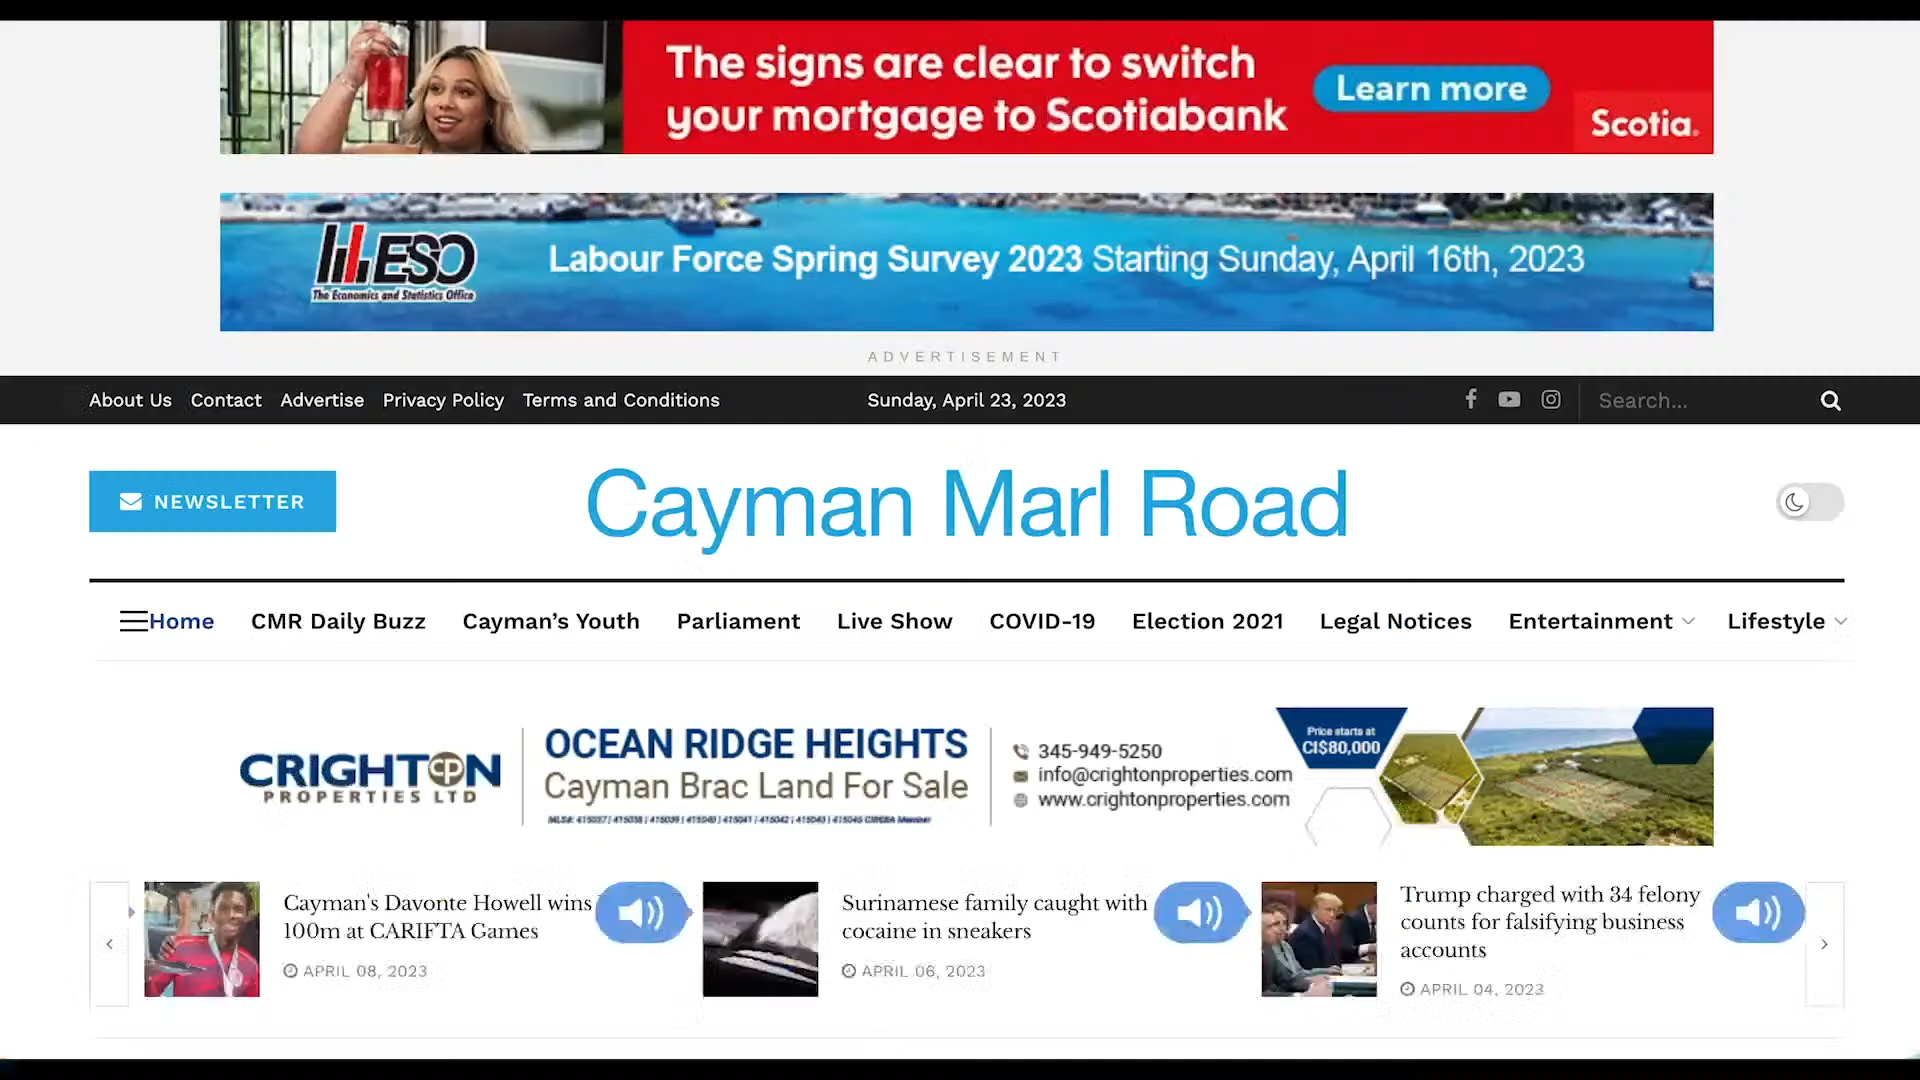 The signs are clear to switch
your mortgage to Scotiabank
Learn more
Scotia.
ESO
The Economics and Statistics Office
Labour Force Spring Survey 2023 Starting Sunday, April 16th, 2023
ADVERTISEMENT
About Us Contact Advertise Privacy Policy Terms and Conditions Sunday, April 23, 2023 Search...
NEWSLETTER
Cayman Marl Road
Home CMR Daily Buzz Cayman’s Youth Parliament Live Show COVID-19 Election 2021 Legal Notices Entertainment Lifestyle
CRIGHTON
PROPERTIES LTD
OCEAN RIDGE HEIGHTS
Cayman Brac Land For Sale
345-949-5250
info@crightonproperties.com
www.crightonproperties.com
Price starts at
CI$80,000
Cayman's Davonte Howell wins
100m at CARIFTA Games
APRIL 08, 2023
Surinamese family caught with
cocaine in sneakers
APRIL 06, 2023
Trump charged with 34 felony
counts for falsifying business
accounts
APRIL 04, 2023